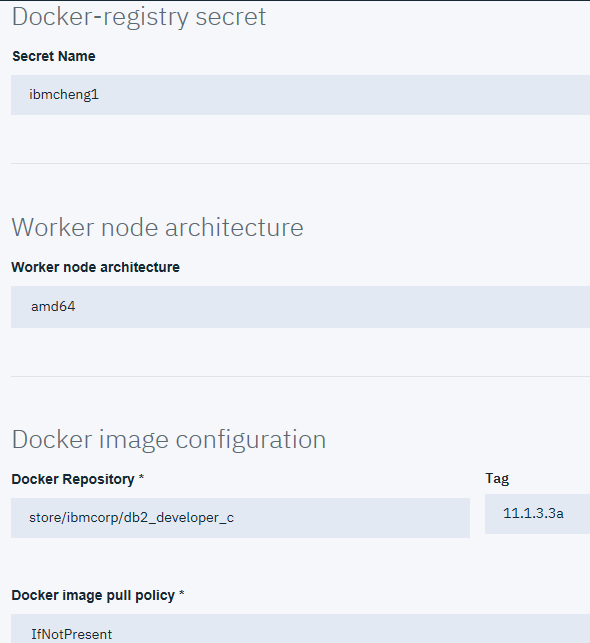 Docker-registry secret
Secret Name
ibmcheng1
Worker node architecture
Worker node architecture
amd64
Docker image configuration
Docker Repository *
Tag
store/ibmcorp/db2_developer_c
11.1.3.3a
Docker image pull policy *
IfNotPresent